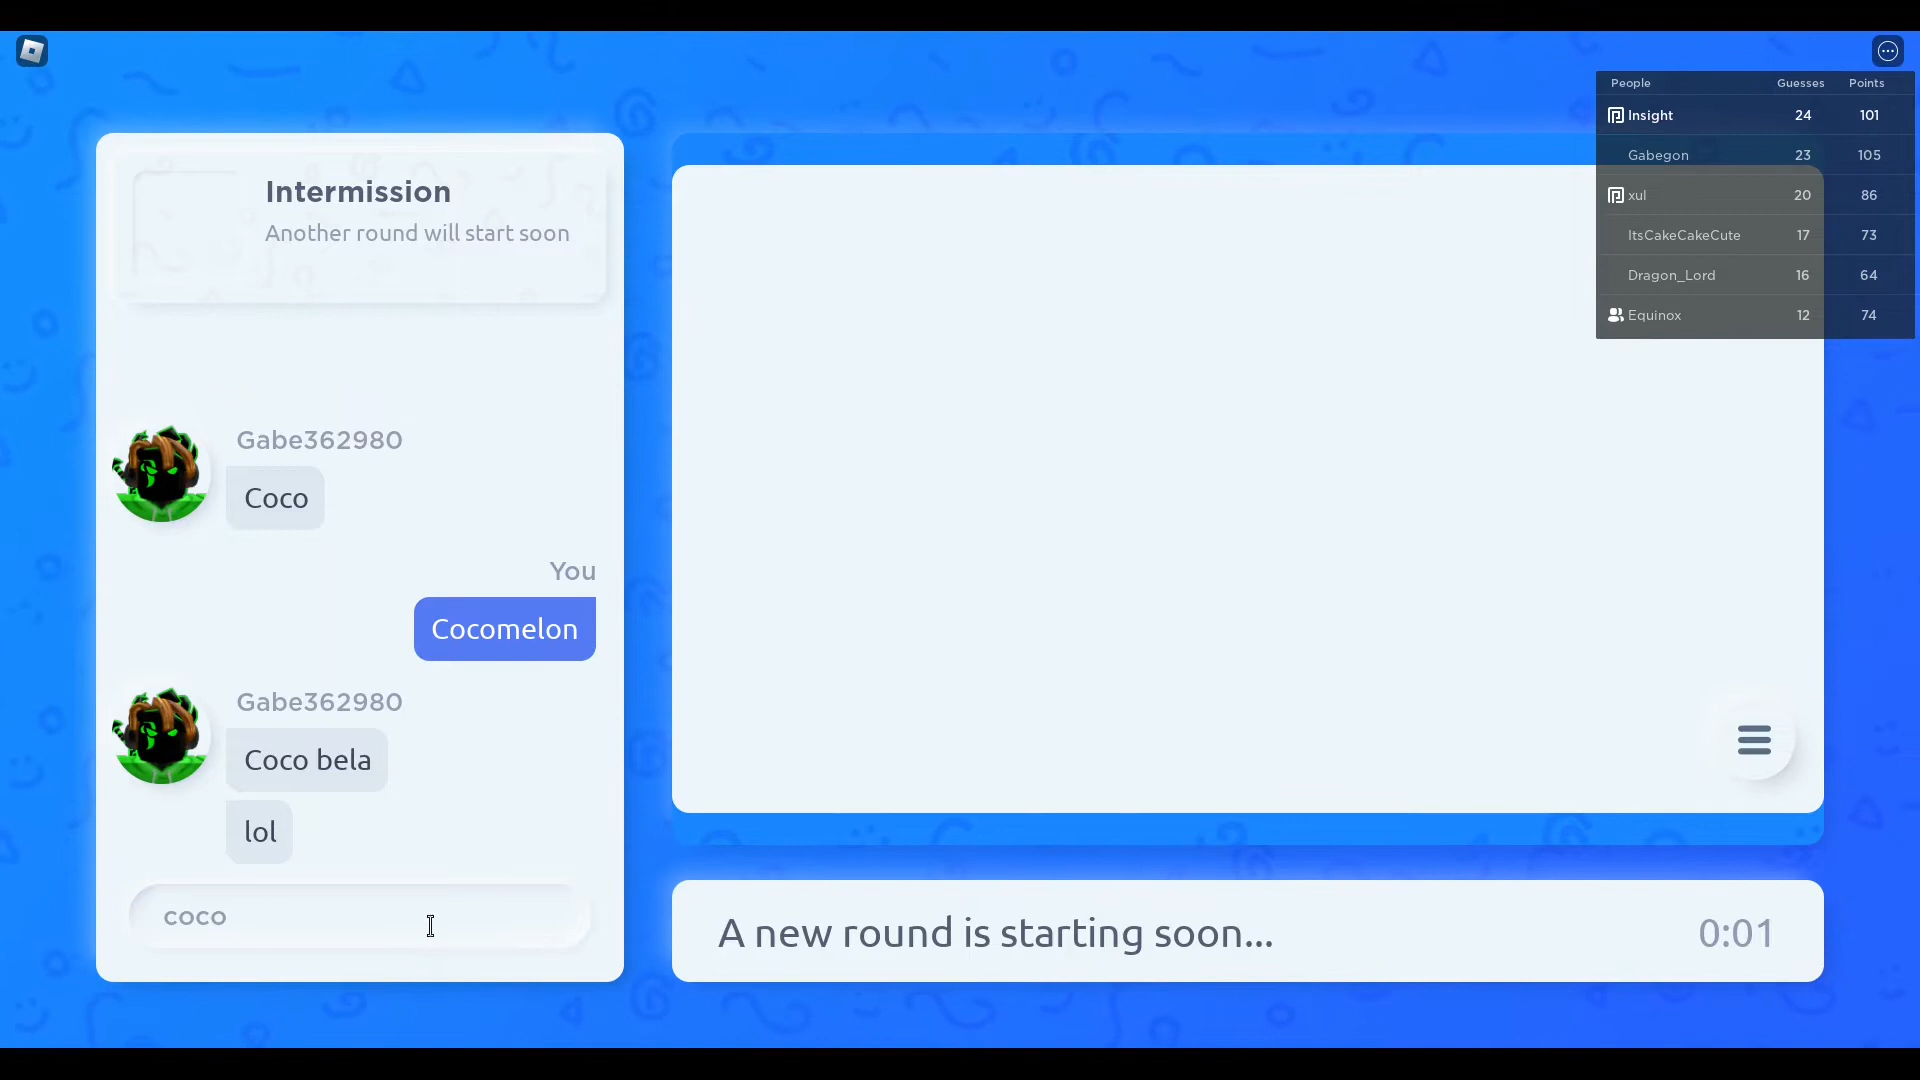 People Guesses Points
Insight 24 101
Gabegon 23 105
xul 20 86
ItsCakeCakeCute 17 73
Dragon_Lord 16 64
Equinox 12 74
Intermission
Another round will start soon
Gabe362980
Coco
You
Cocomelon
Gabe362980
Coco bela
lol
coco
A new round is starting soon... 0:01